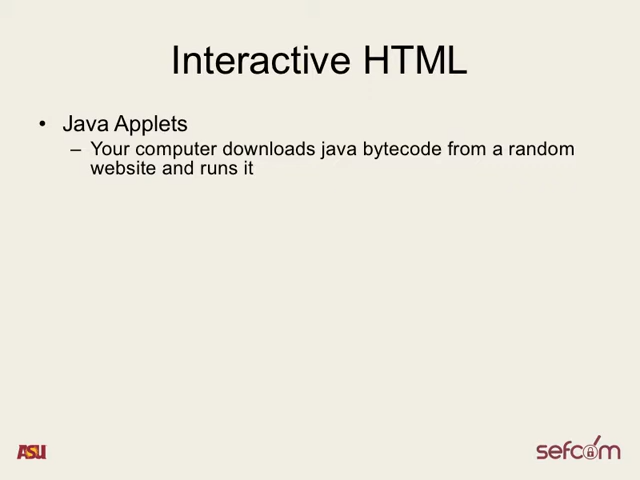 Interactive HTML
• Java Applets
– Your computer downloads java bytecode from a random
website and runs it
ASU
sefcom